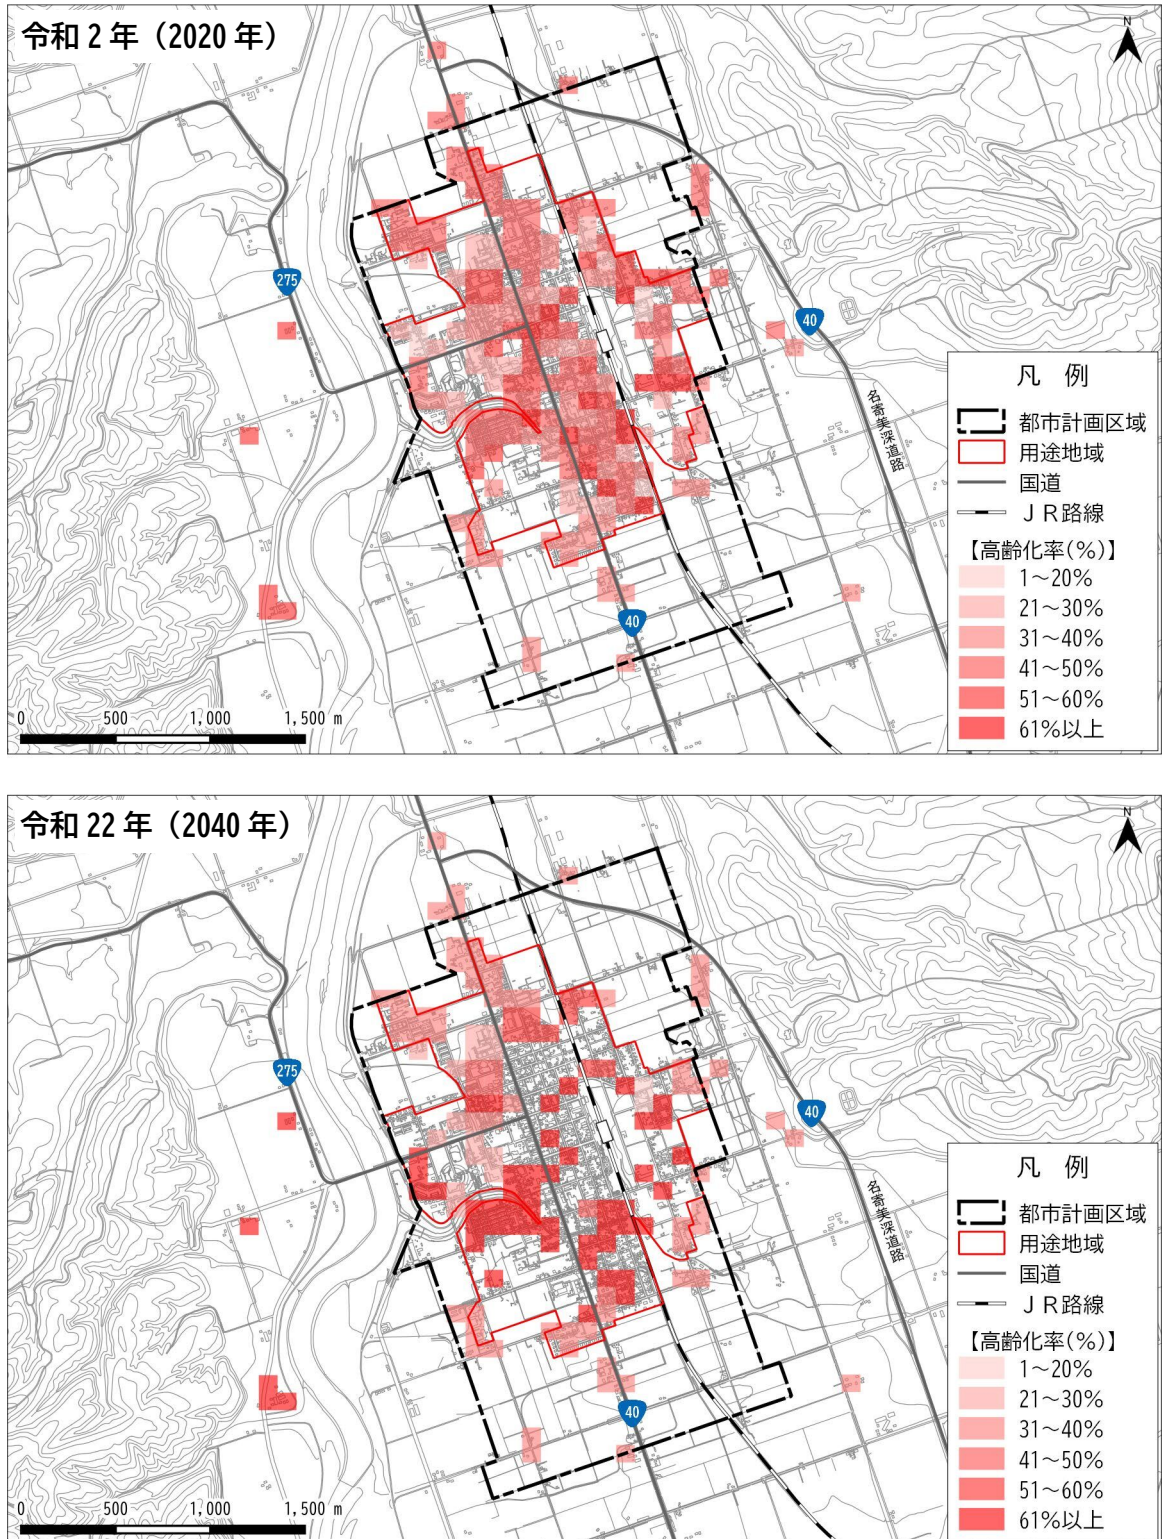 令和2年（2020年）
N
275
40
名寄美深道路
40
凡 例
都市計画区域
用途地域
国道
ＪＲ路線
【高齢化率(%)】
1～20%
21～30%
31～40%
41～50%
51～60%
61%以上
0 500 1,000 1,500 m
令和22年（2040年）
N
275
40
名寄美深道路
40
凡 例
都市計画区域
用途地域
国道
ＪＲ路線
【高齢化率(%)】
1～20%
21～30%
31～40%
41～50%
51～60%
61%以上
0 500 1,000 1,500 m